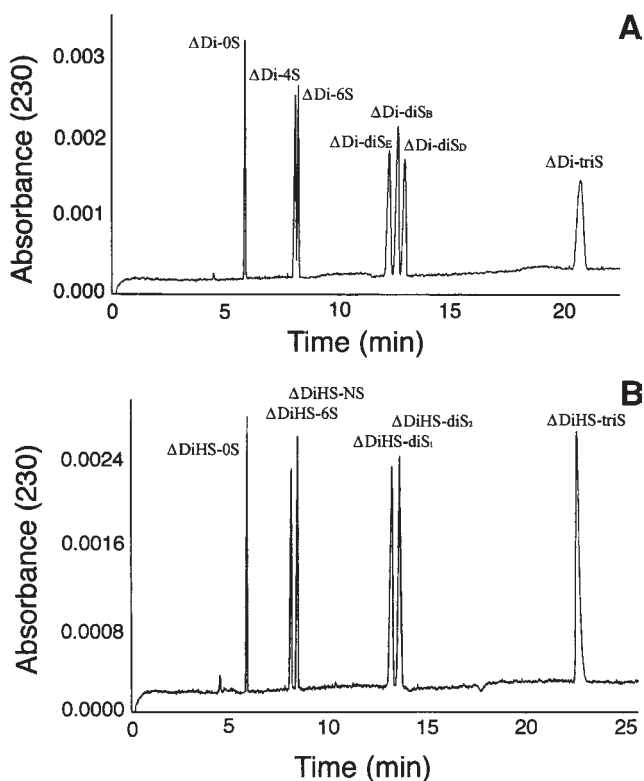 A
Absorbance (230)
0.003
0.002
0.001
0.000
ΔDi-0S
ΔDi-4S
ΔDi-6S
ΔDi-diSB
ΔDi-diSE
ΔDi-diSD
ΔDi-triS
0 5 10 15 20
Time (min)
B
Absorbance (230)
0.0024
0.0016
0.0008
0.0000
ΔDiHS-NS
ΔDiHS-6S
ΔDiHS-0S
ΔDiHS-diS₂
ΔDiHS-diS₁
ΔDiHS-triS
0 5 10 15 20 25
Time (min)